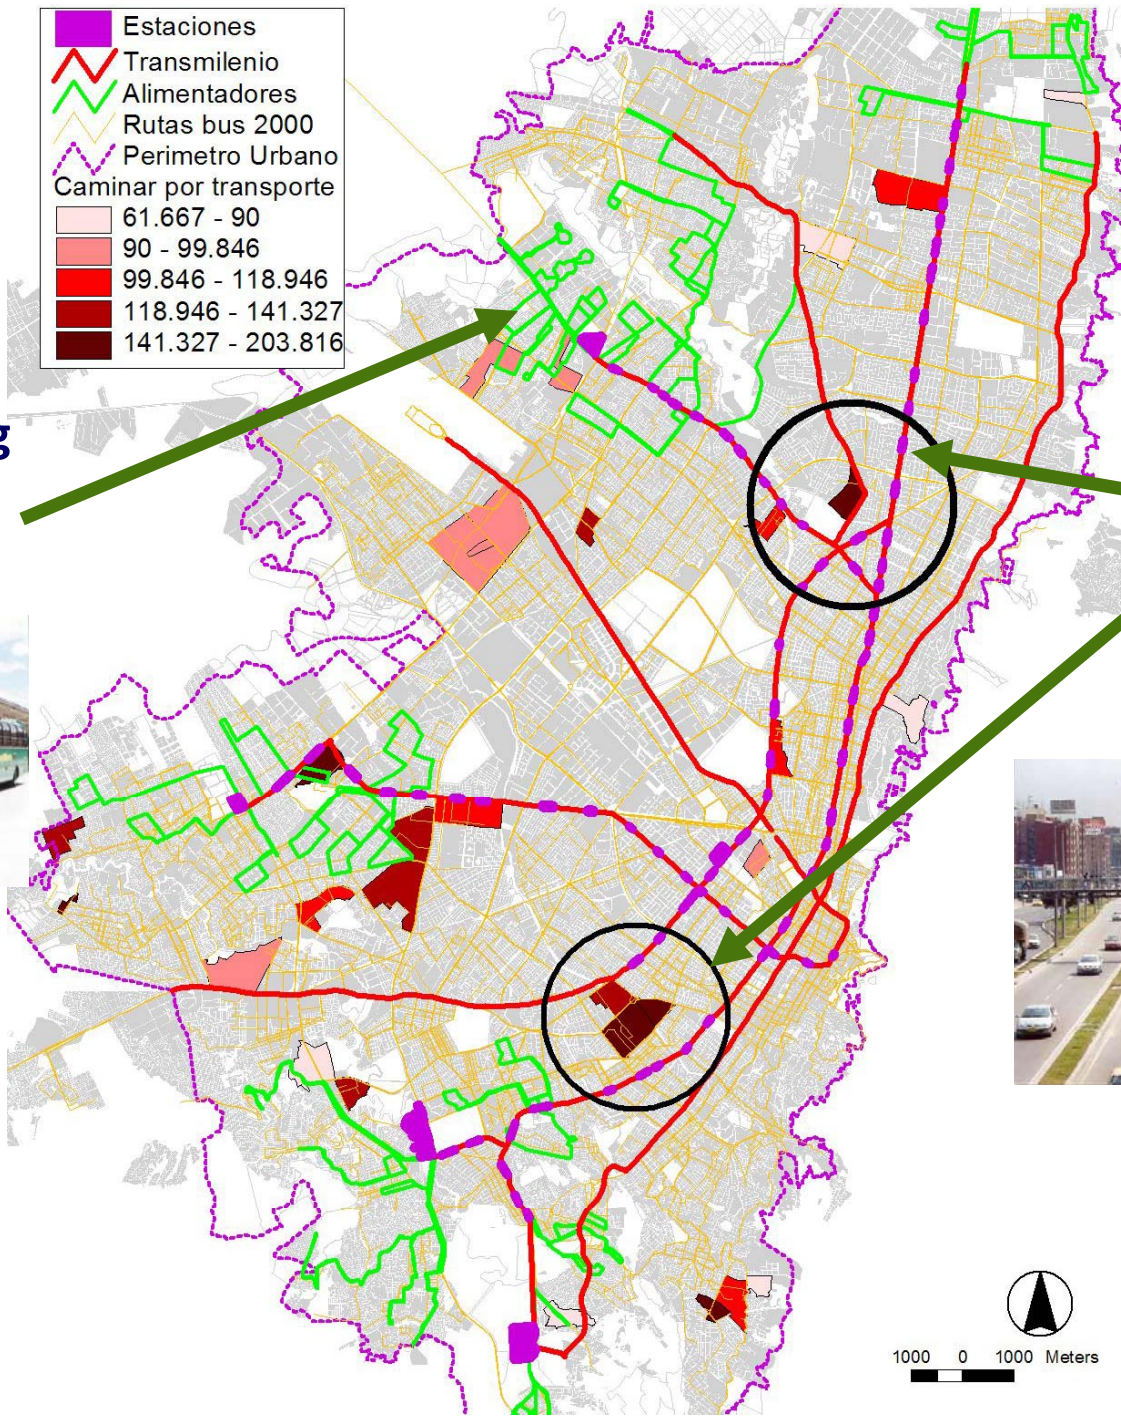 Estaciones
Transmilenio
Alimentadores
Rutas bus 2000
Perimetro Urbano
Caminar por transporte
61.667 - 90
90 - 99.846
99.846 - 118.946
118.946 - 141.327
141.327 - 203.816
g
1000 0 1000 Meters